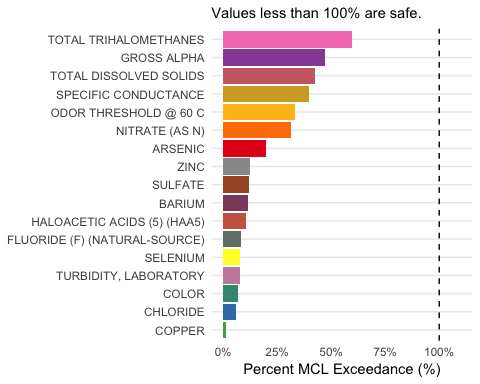 Values less than 100% are safe.
TOTAL TRIHALOMETHANES
GROSS ALPHA
TOTAL DISSOLVED SOLIDS
SPECIFIC CONDUCTANCE
ODOR THRESHOLD @ 60 C
NITRATE (AS N)
ARSENIC
ZINC
SULFATE
BARIUM
HALOACETIC ACIDS (5) (HAA5)
FLUORIDE (F) (NATURAL-SOURCE)
SELENIUM
TURBIDITY, LABORATORY
COLOR
CHLORIDE
COPPER
0% 25% 50% 75% 100%
Percent MCL Exceedance (%)